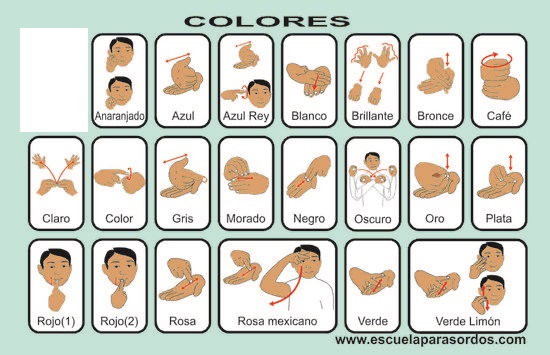 COLORES
Anaranjado
Azul
Azul Rey
Blanco
Brillante
Bronce
Café
Claro
Color
Gris
Morado
Negro
Oscuro
Oro
Plata
Rojo(1)
Rojo(2)
Rosa
Rosa mexicano
Verde
Verde Limón
www.escuelaparasordos.com